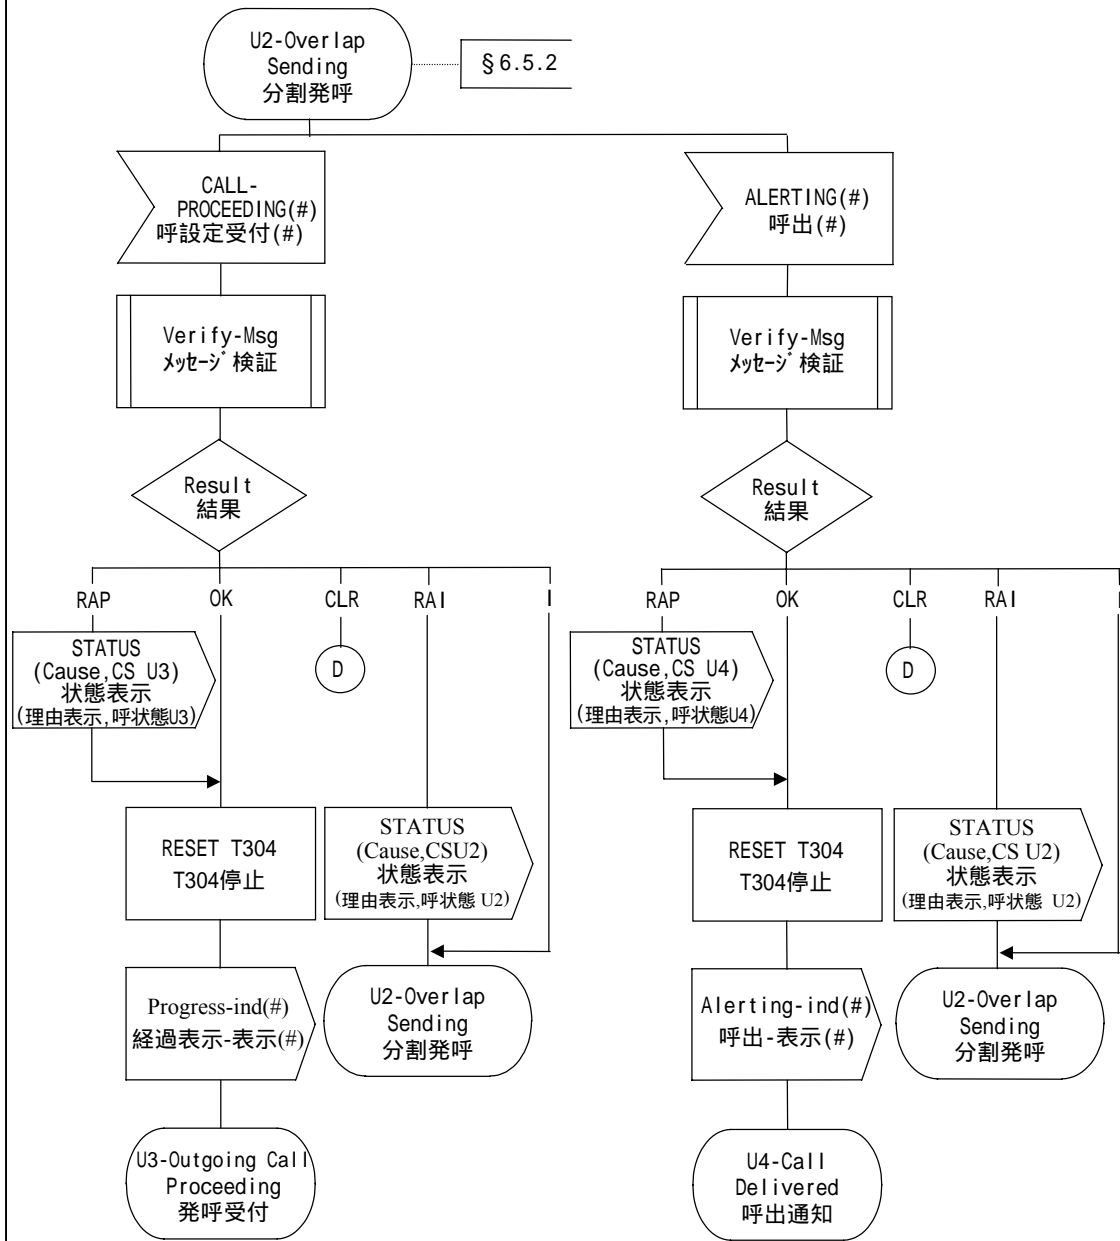 U2-Overlap
Sending
分割発呼
§6.5.2
CALL-
PROCEEDING(#)
呼設定受付(#)
ALERTING(#)
呼出(#)
Verify-Msg
ﾒｯｾｰｼﾞ検証
Verify-Msg
ﾒｯｾｰｼﾞ検証
Result
結果
Result
結果
RAP
OK
CLR
RAI
I
RAP
OK
CLR
RAI
I
STATUS
(Cause,CS U3)
状態表示
(理由表示,呼状態U3)
D
STATUS
(Cause,CS U4)
状態表示
(理由表示,呼状態U4)
D
RESET T304
T304停止
STATUS
(Cause,CSU2)
状態表示
(理由表示,呼状態 U2)
RESET T304
T304停止
STATUS
(Cause,CS U2)
状態表示
(理由表示,呼状態 U2)
Progress-ind(#)
経過表示-表示(#)
U2-Overlap
Sending
分割発呼
Alerting-ind(#)
呼出-表示(#)
U2-Overlap
Sending
分割発呼
U3-Outgoing Call
Proceeding
発呼受付
U4-Call
Delivered
呼出通知